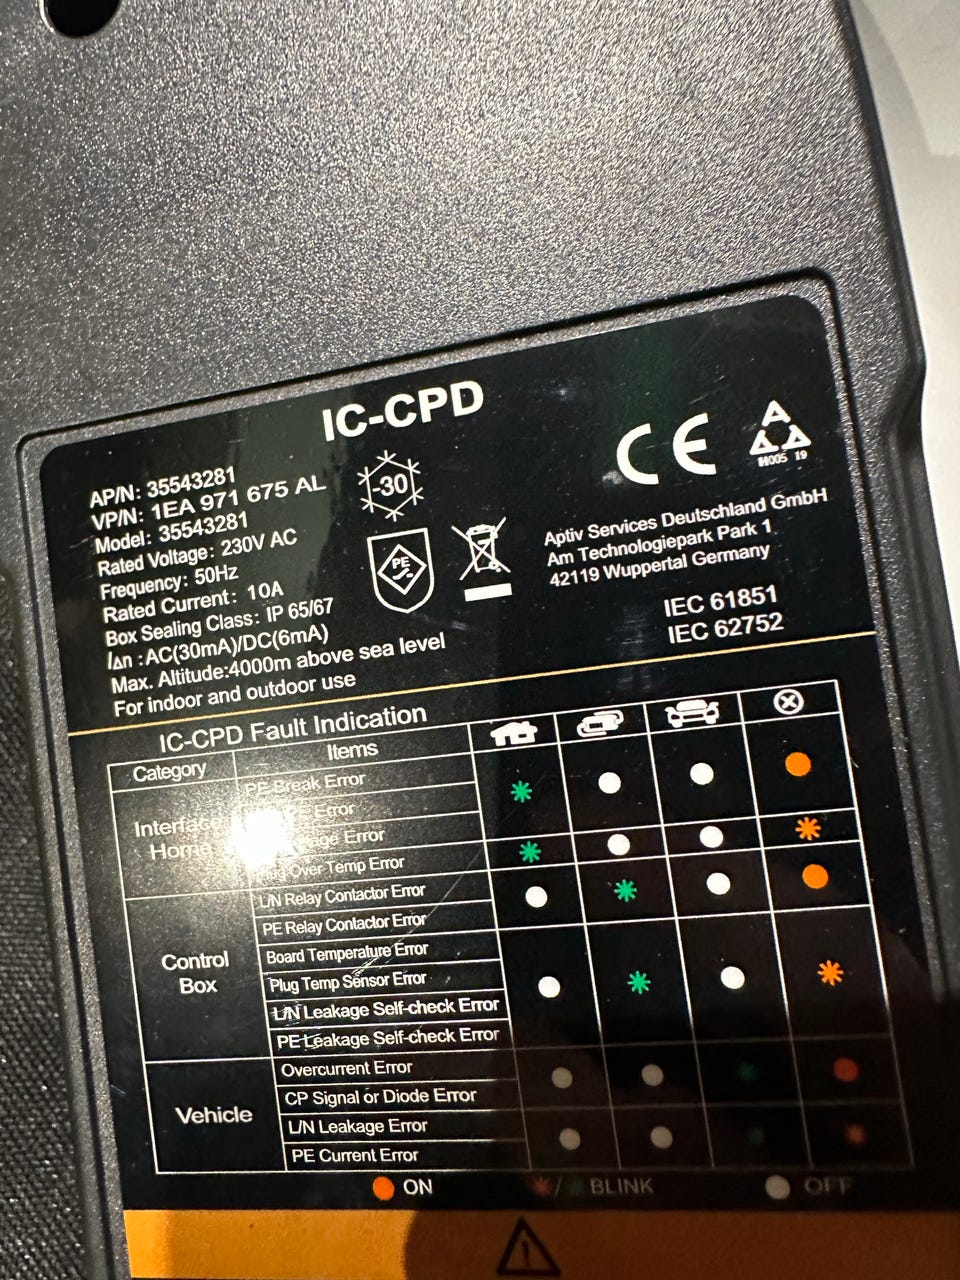 IC-CPD
AP/N: 35543281
VP/N: 1EA 971 675 AL
Model: 35543281
Rated Voltage: 230V AC
Frequency: 50Hz
Rated Current: 10A
Box Sealing Class: IP 65/67
IΔn :AC(30mA)/DC(6mA)
Max. Altitude:4000m above sea level
For indoor and outdoor use
-30
PE
CE
H005 19
Aptiv Services Deutschland GmbH
Am Technologiepark Park 1
42119 Wuppertal Germany
IEC 61851
IEC 62752
IC-CPD Fault Indication
Category Items
Interface
Home
PE Break Error
Error
Error
Over Temp Error
Control
Box
L/N Relay Contactor Error
PE Relay Contactor Error
Board Temperature Error
Plug Temp Sensor Error
L/N Leakage Self-check Error
PE Leakage Self-check Error
Vehicle
Overcurrent Error
CP Signal or Diode Error
L/N Leakage Error
PE Current Error
ON / BLINK OFF